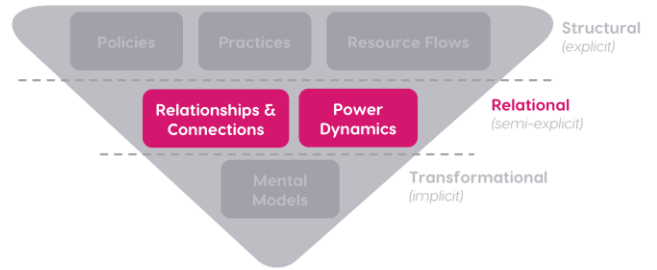 Policies
Practices
Resource Flows
Structural
(explicit)
Relationships &
Connections
Power
Dynamics
Relational
(semi-explicit)
Mental
Models
Transformational
(implicit)